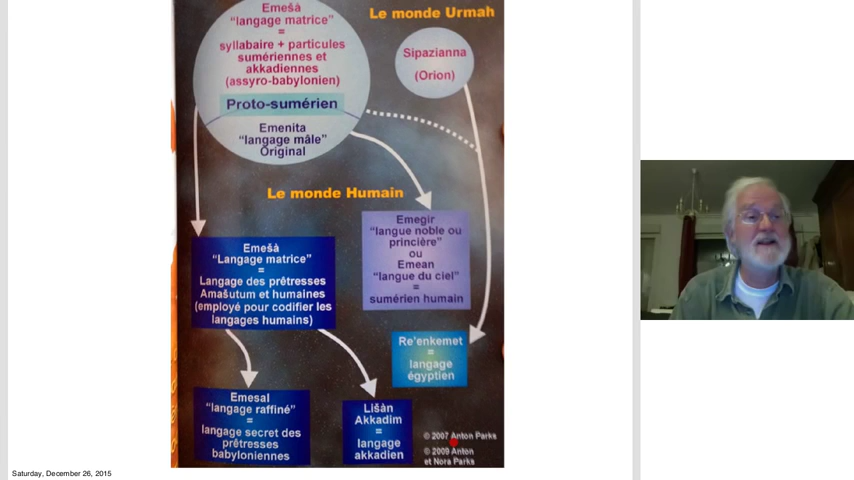 Emešà
“langage matrice”
=
syllabaire + particules
sumériennes et
akkadiennes
(assyro-babylonien)
Proto-sumérien
Emenita
“langage mâle”
Original
Le monde Urmah
Sipazianna
(Orion)
Le monde Humain
Emegir
“langue noble ou
princière”
ou
Emean
“langue du ciel”
=
sumérien humain
Emešà
“Langage matrice”
=
Langage des prêtresses
Amašutum et humaines
(employé pour codifier les
langages humains)
Re’enkemet
=
langage
égyptien
Emesal
“langage raffiné”
=
langage secret des
prêtresses
babyloniennes
Lišàn
Akkadim
=
langage
akkadien
© 2007 Anton Parks
© 2009 Anton
et Nora Parks
Saturday, December 26, 2015